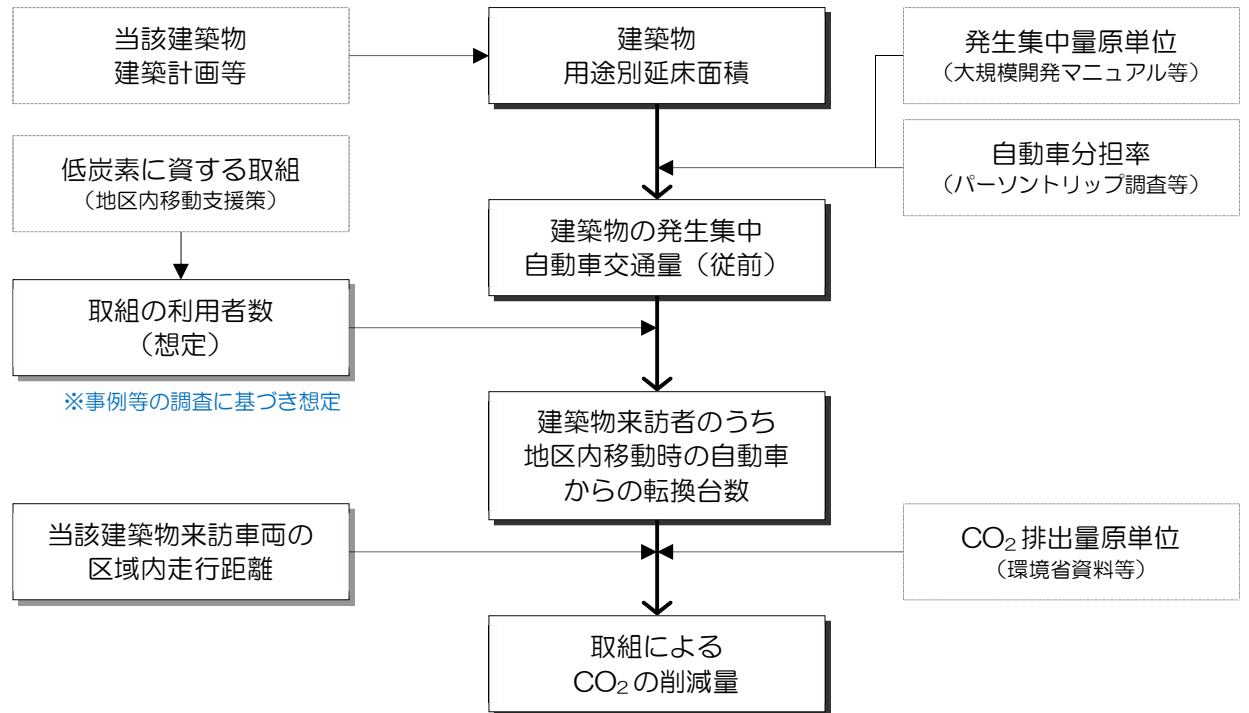 当該建築物
建築計画等
建築物
用途別延床面積
発生集中量原単位
（大規模開発マニュアル等）
低炭素に資する取組
（地区内移動支援策）
自動車分担率
（パーソントリップ調査等）
建築物の発生集中
自動車交通量（従前）
取組の利用者数
（想定）
※事例等の調査に基づき想定
建築物来訪者のうち
地区内移動時の自動車
からの転換台数
当該建築物来訪車両の
区域内走行距離
CO₂排出量原単位
（環境省資料等）
取組による
CO₂の削減量